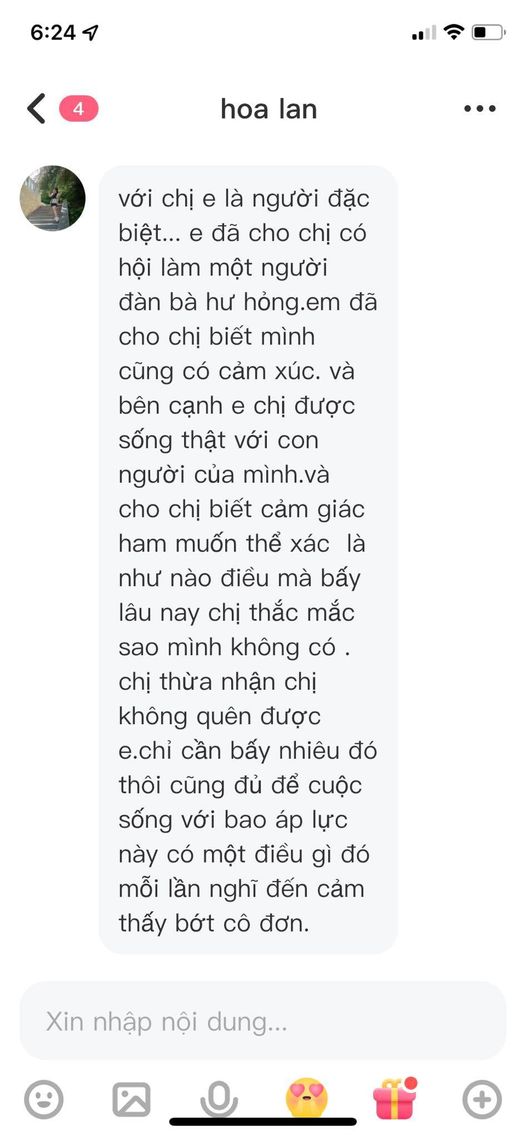 6:24
4
hoa lan
với chị e là người đặc
biệt... e đã cho chị có
hội làm một người
đàn bà hư hỏng.em đã
cho chị biết mình
cũng có cảm xúc. và
bên cạnh e chị được
sống thật với con
người của mình.và
cho chị biết cảm giác
ham muốn thể xác  là
như nào điều mà bấy
lâu nay chị thắc mắc
sao mình không có .
chị thừa nhận chị
không quên được
e.chỉ cần bấy nhiêu đó
thôi cũng đủ để cuộc
sống với bao áp lực
này có một điều gì đó
mỗi lần nghĩ đến cảm
thấy bớt cô đơn.
Xin nhập nội dung...